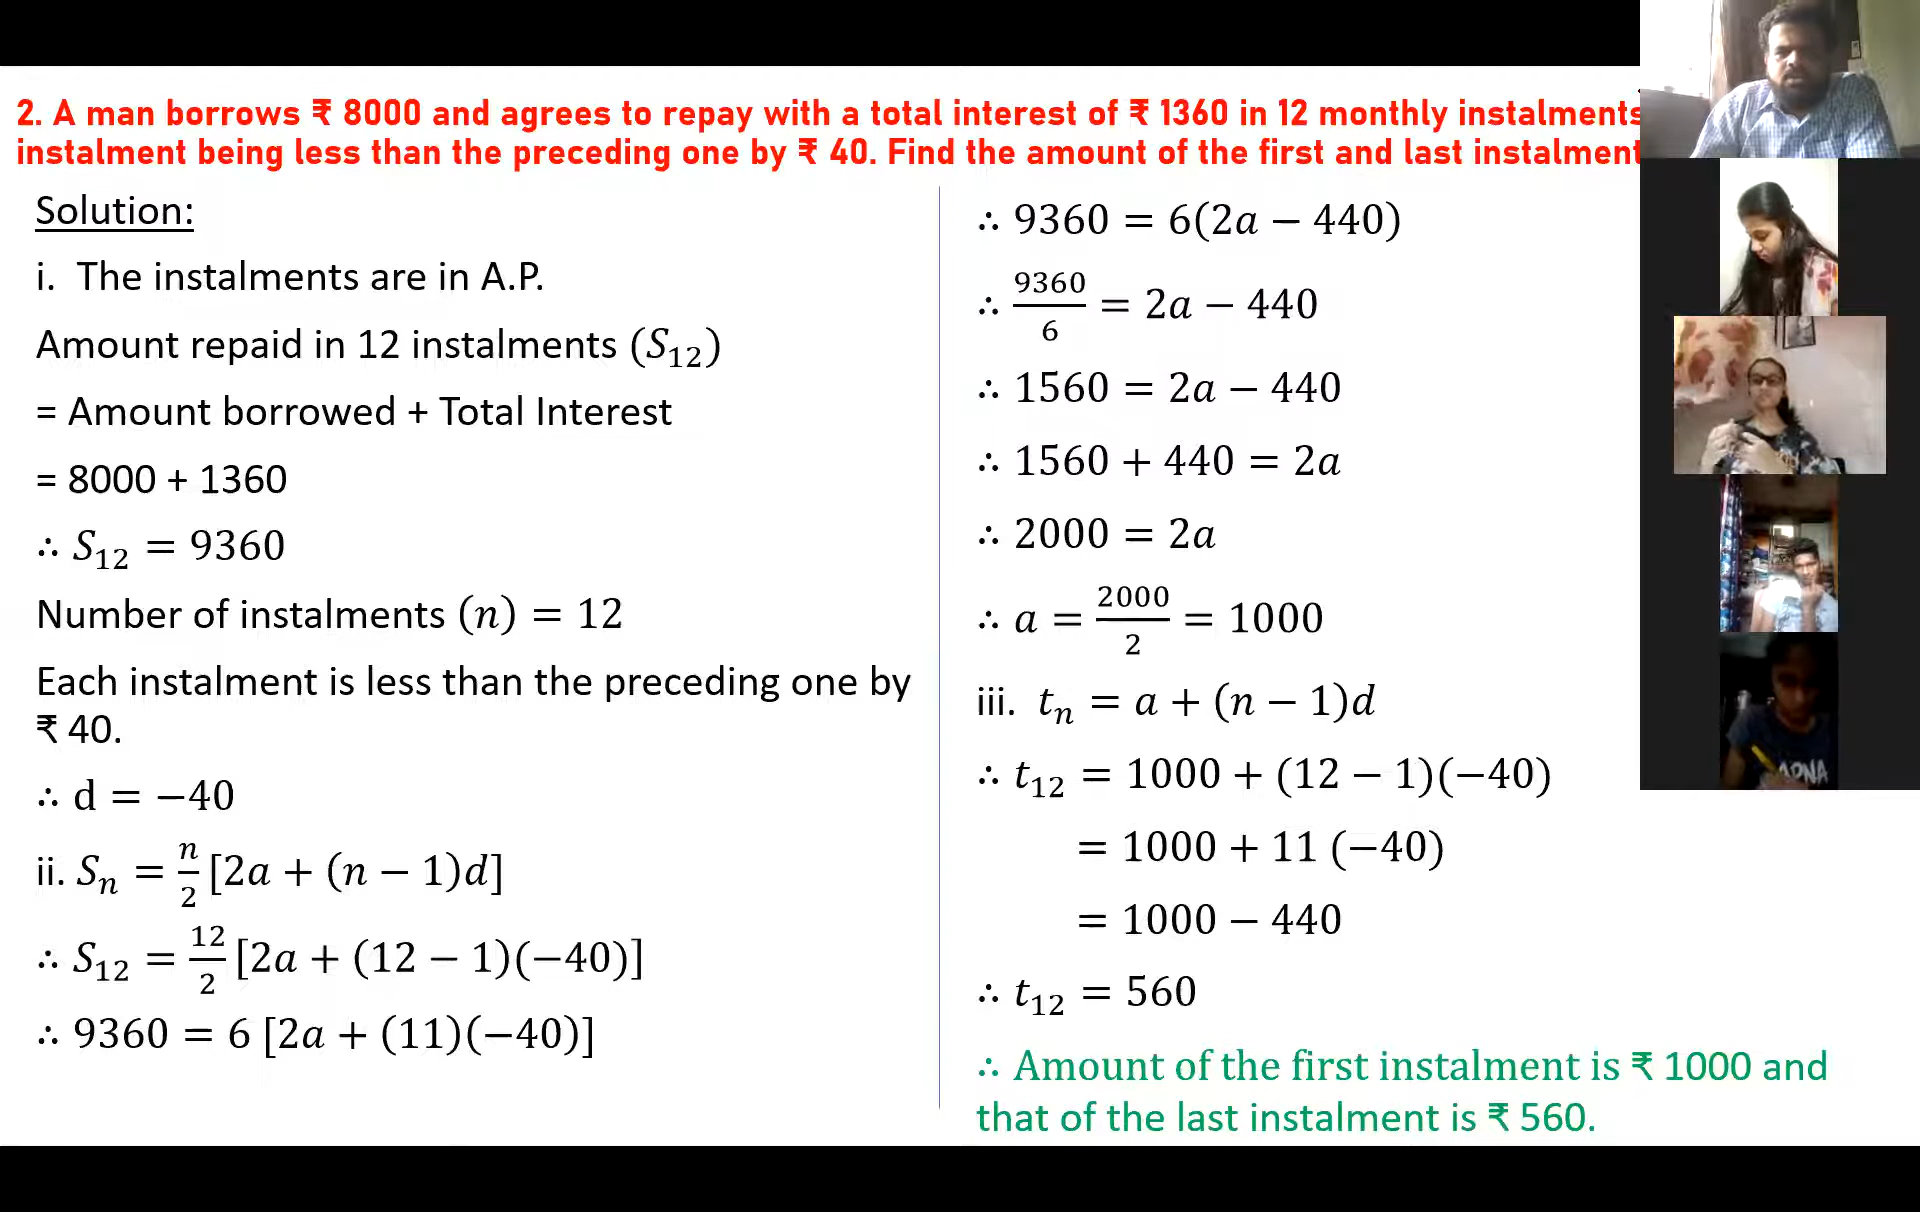 2. A man borrows ₹ 8000 and agrees to repay with a total interest of ₹ 1360 in 12 monthly instalments
instalment being less than the preceding one by ₹ 40. Find the amount of the first and last instalment
Solution:
i. The instalments are in A.P.
Amount repaid in 12 instalments (S₁₂)
= Amount borrowed + Total Interest
= 8000 + 1360
∴ S₁₂ = 9360
Number of instalments (n) = 12
Each instalment is less than the preceding one by
₹ 40.
∴ d = −40
ii. Sₙ = n/2 [2a + (n − 1)d]
∴ S₁₂ = 12/2 [2a + (12 − 1)(−40)]
∴ 9360 = 6 [2a + (11)(−40)]
∴ 9360 = 6(2a − 440)
∴ 9360/6 = 2a − 440
∴ 1560 = 2a − 440
∴ 1560 + 440 = 2a
∴ 2000 = 2a
∴ a = 2000/2 = 1000
iii. tₙ = a + (n − 1)d
∴ t₁₂ = 1000 + (12 − 1)(−40)
= 1000 + 11 (−40)
= 1000 − 440
∴ t₁₂ = 560
∴ Amount of the first instalment is ₹ 1000 and
that of the last instalment is ₹ 560.